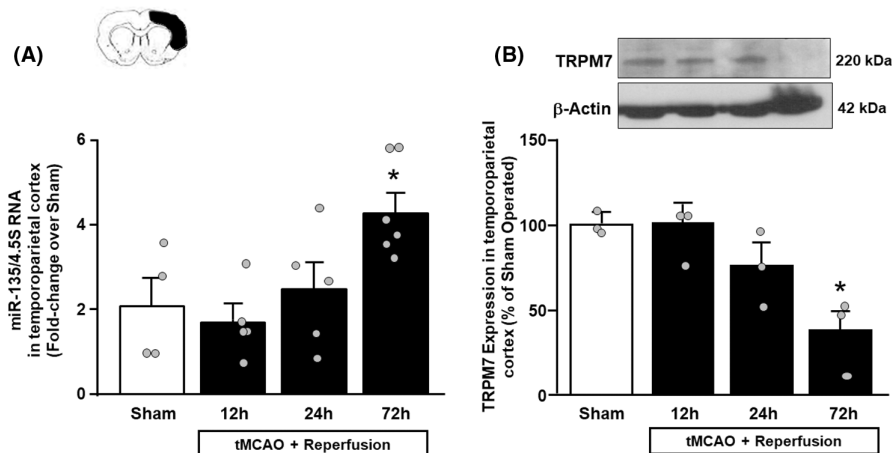 (A)
miR-135/4.5S RNA
in temporoparietal cortex
(Fold-change over Sham)
6
4
2
0
*
Sham 12h 24h 72h
tMCAO + Reperfusion
(B)
TRPM7 220 kDa
β-Actin 42 kDa
TRPM7 Expression in temporoparietal
cortex (% of Sham Operated)
150
100
50
0
*
Sham 12h 24h 72h
tMCAO + Reperfusion